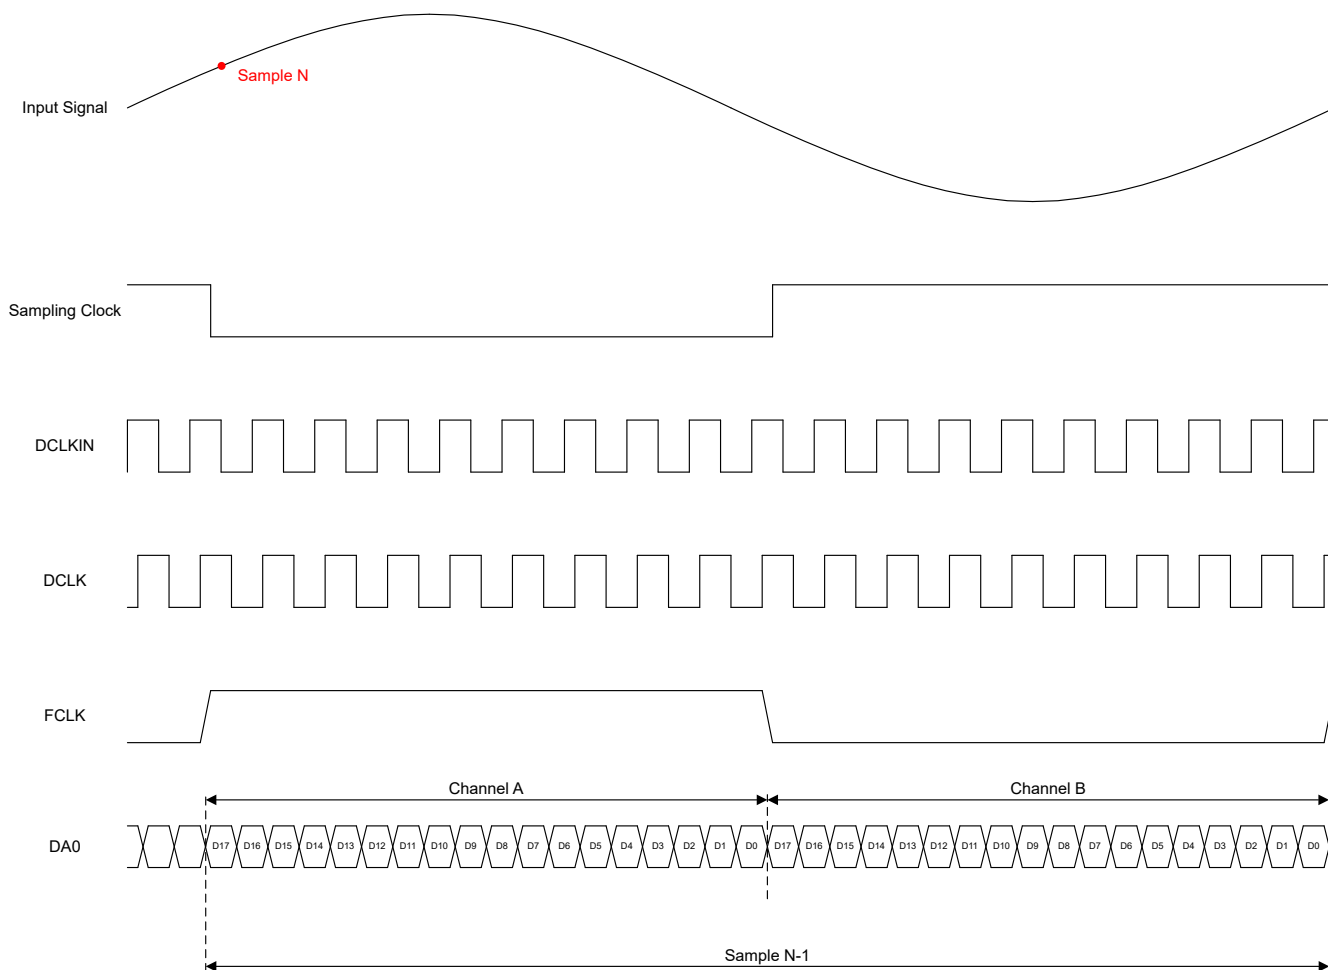 Sample N
Input Signal
Sampling Clock
DCLKIN
DCLK
FCLK
Channel A
Channel B
DA0
D17 D16 D15 D14 D13 D12 D11 D10 D9 D8 D7 D6 D5 D4 D3 D2 D1 D0 D17 D16 D15 D14 D13 D12 D11 D10 D9 D8 D7 D6 D5 D4 D3 D2 D1 D0
Sample N-1